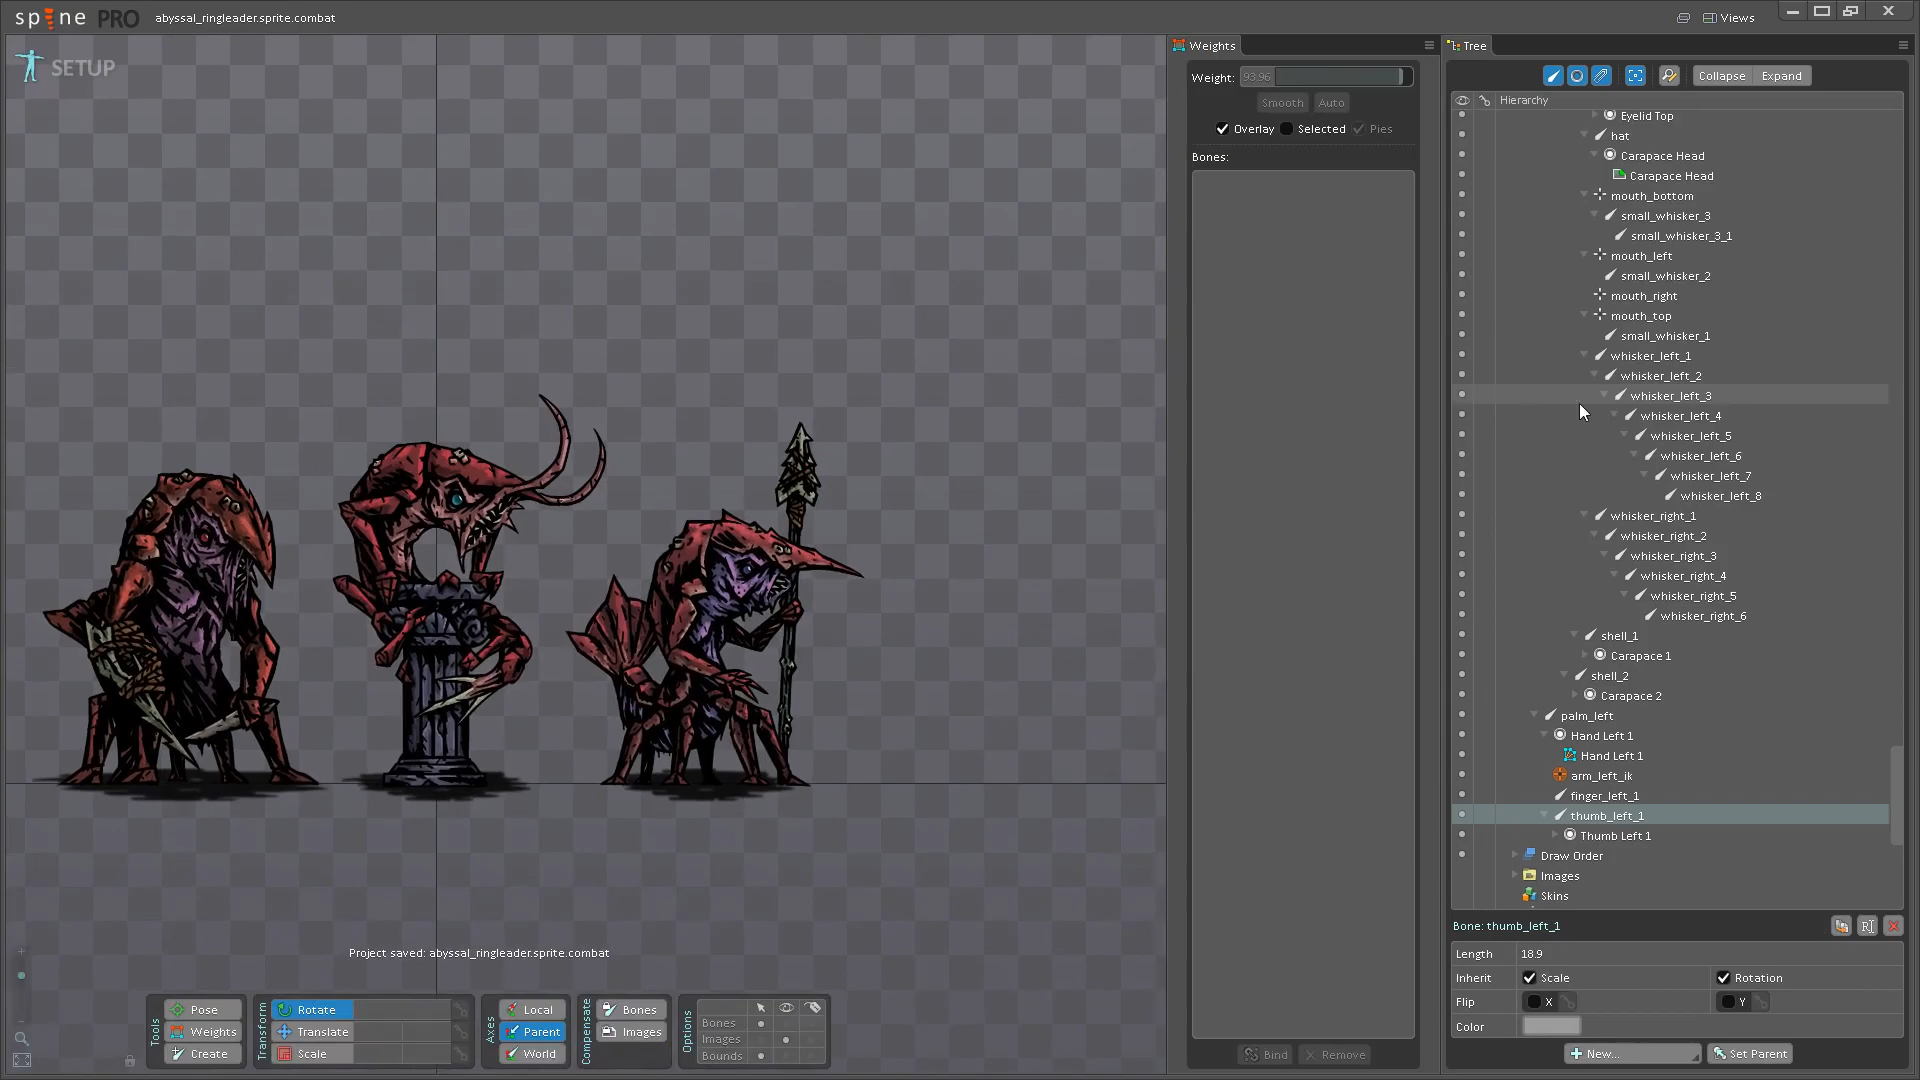 spine PRO
abyssal_ringleader.sprite.combat
Views
SETUP
Weights
Weight:
93.96
Smooth
Auto
Overlay
Selected
Pies
Bones:
Bind
Remove
Tree
Collapse
Expand
Hierarchy
Eyelid Top
hat
Carapace Head
Carapace Head
mouth_bottom
small_whisker_3
small_whisker_3_1
mouth_left
small_whisker_2
mouth_right
mouth_top
small_whisker_1
whisker_left_1
whisker_left_2
whisker_left_3
whisker_left_4
whisker_left_5
whisker_left_6
whisker_left_7
whisker_left_8
whisker_right_1
whisker_right_2
whisker_right_3
whisker_right_4
whisker_right_5
whisker_right_6
shell_1
Carapace 1
shell_2
Carapace 2
palm_left
Hand Left 1
Hand Left 1
arm_left_ik
finger_left_1
thumb_left_1
Thumb Left 1
Draw Order
Images
Skins
Bone: thumb_left_1
Length 18.9
Inherit Scale Rotation
Flip X Y
Color
New...
Set Parent
Project saved: abyssal_ringleader.sprite.combat
Tools
Pose
Weights
Create
Transform
Rotate
Translate
Scale
Axes
Local
Parent
World
Compensate
Bones
Images
Options
Bones
Images
Bounds